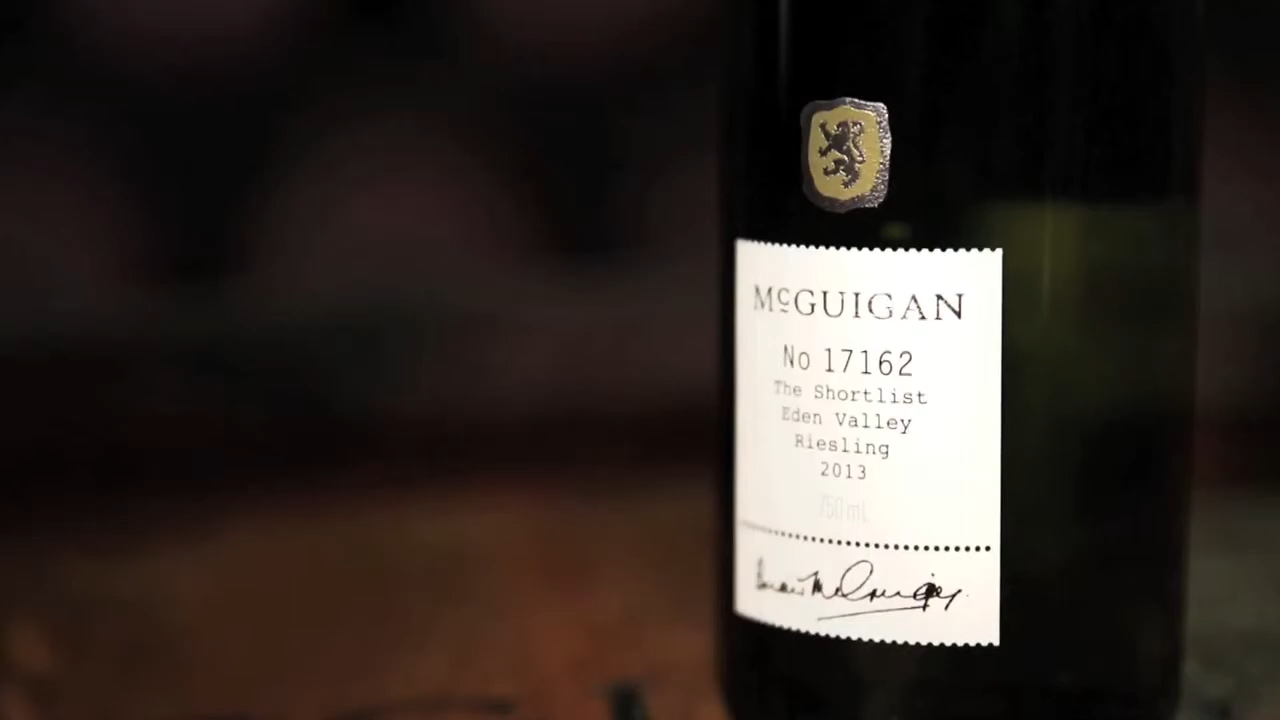 McGUIGAN
No 17162
The Shortlist
Eden Valley
Riesling
2013
750mL